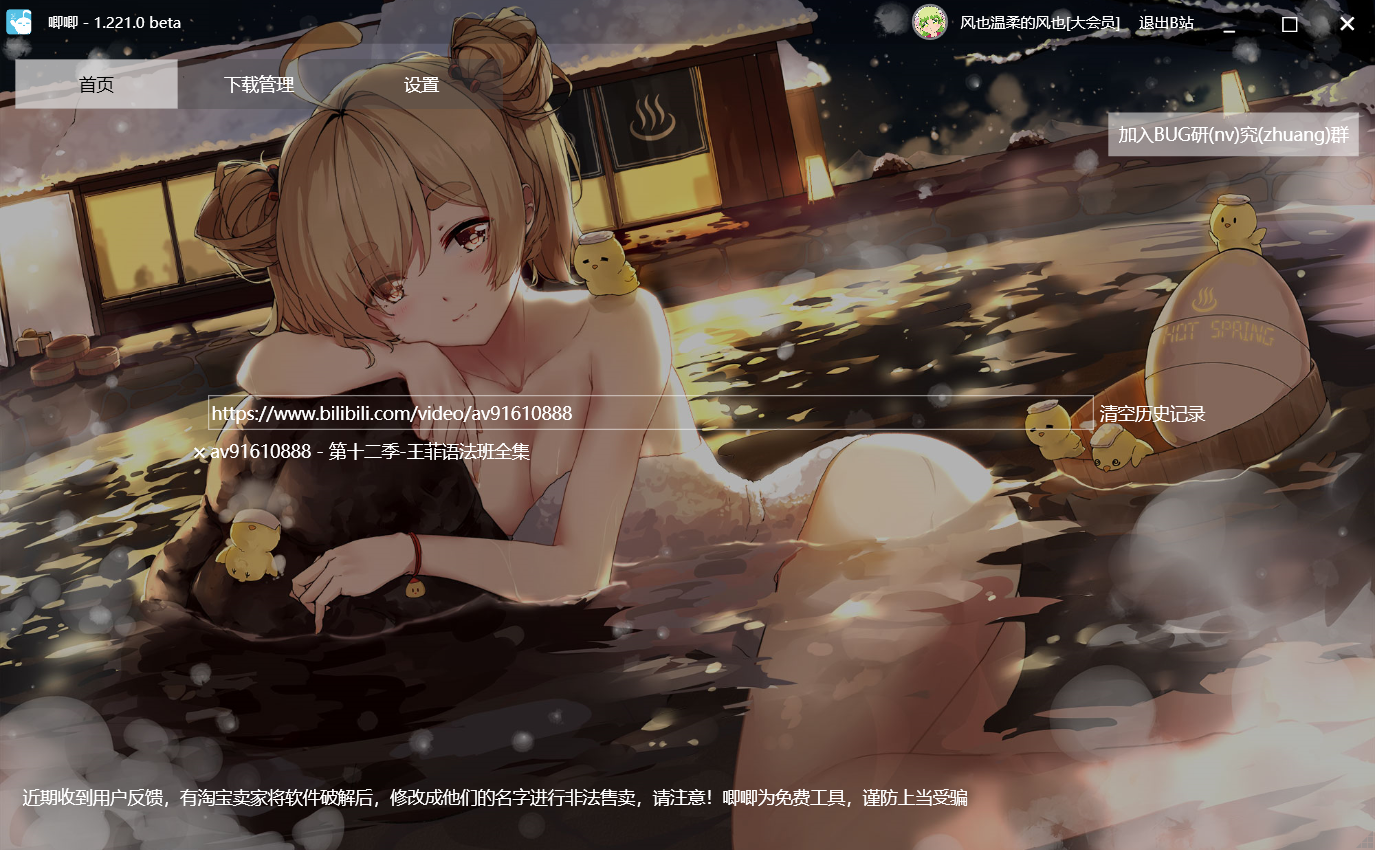 唧唧 - 1.221.0 beta
风也温柔的风也[大会员] 退出B站
首页 下载管理 设置
加入BUG研(nv)究(zhuang)群
HOT SPRING
https://www.bilibili.com/video/av91610888 清空历史记录
× av91610888 - 第十二季-王菲语法班全集
近期收到用户反馈，有淘宝卖家将软件破解后，修改成他们的名字进行非法售卖，请注意！唧唧为免费工具，谨防上当受骗